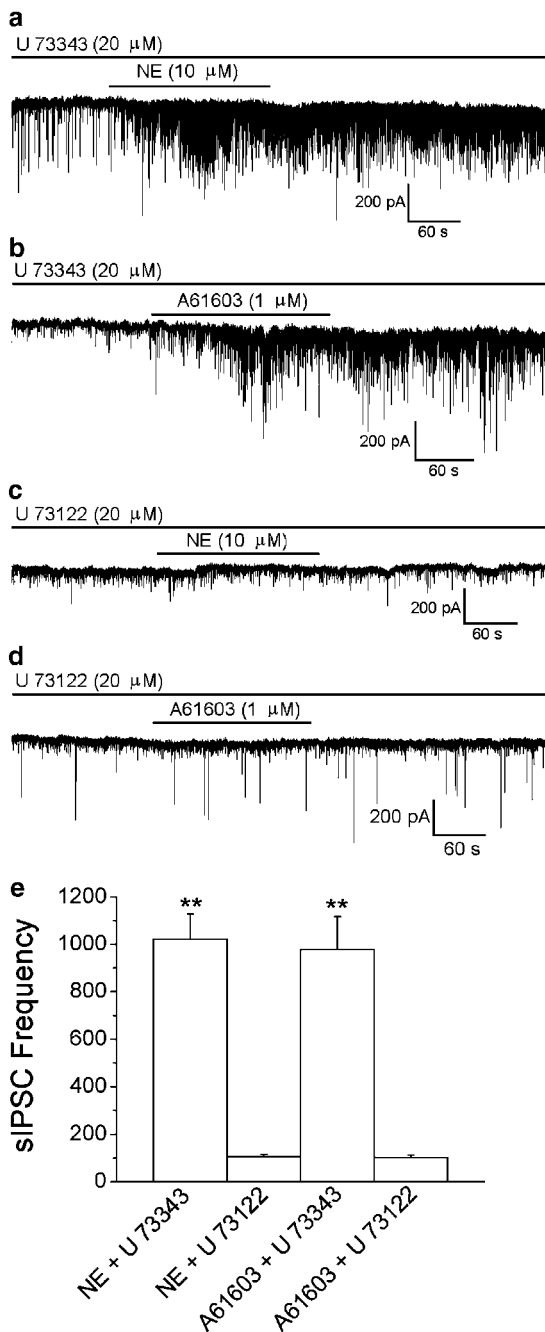 a
U 73343 (20 μM)
NE (10 μM)
200 pA
60 s
b
U 73343 (20 μM)
A61603 (1 μM)
200 pA
60 s
c
U 73122 (20 μM)
NE (10 μM)
200 pA
60 s
d
U 73122 (20 μM)
A61603 (1 μM)
200 pA
60 s
e
sIPSC Frequency
1200
1000
800
600
400
200
0
**
**
NE + U 73343
NE + U 73122
A61603 + U 73343
A61603 + U 73122